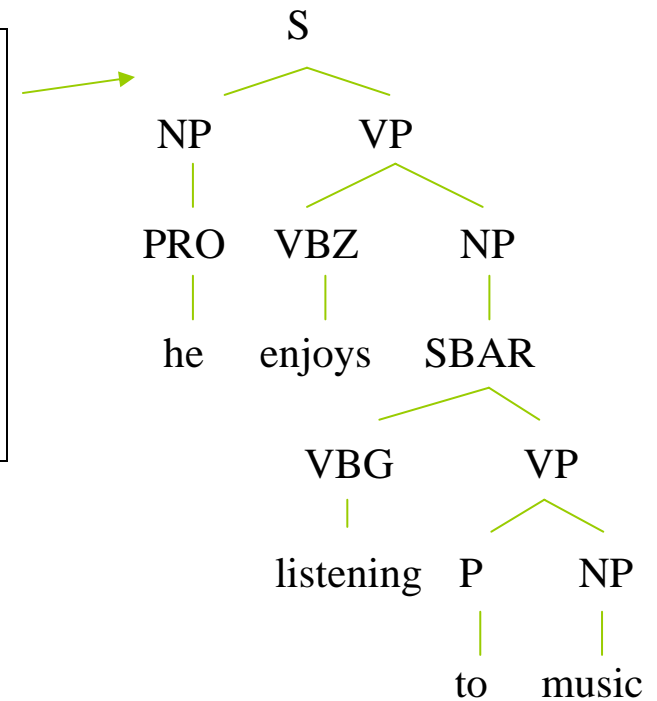 S
NP VP
PRO VBZ NP
he enjoys SBAR
VBG VP
listening P NP
to music